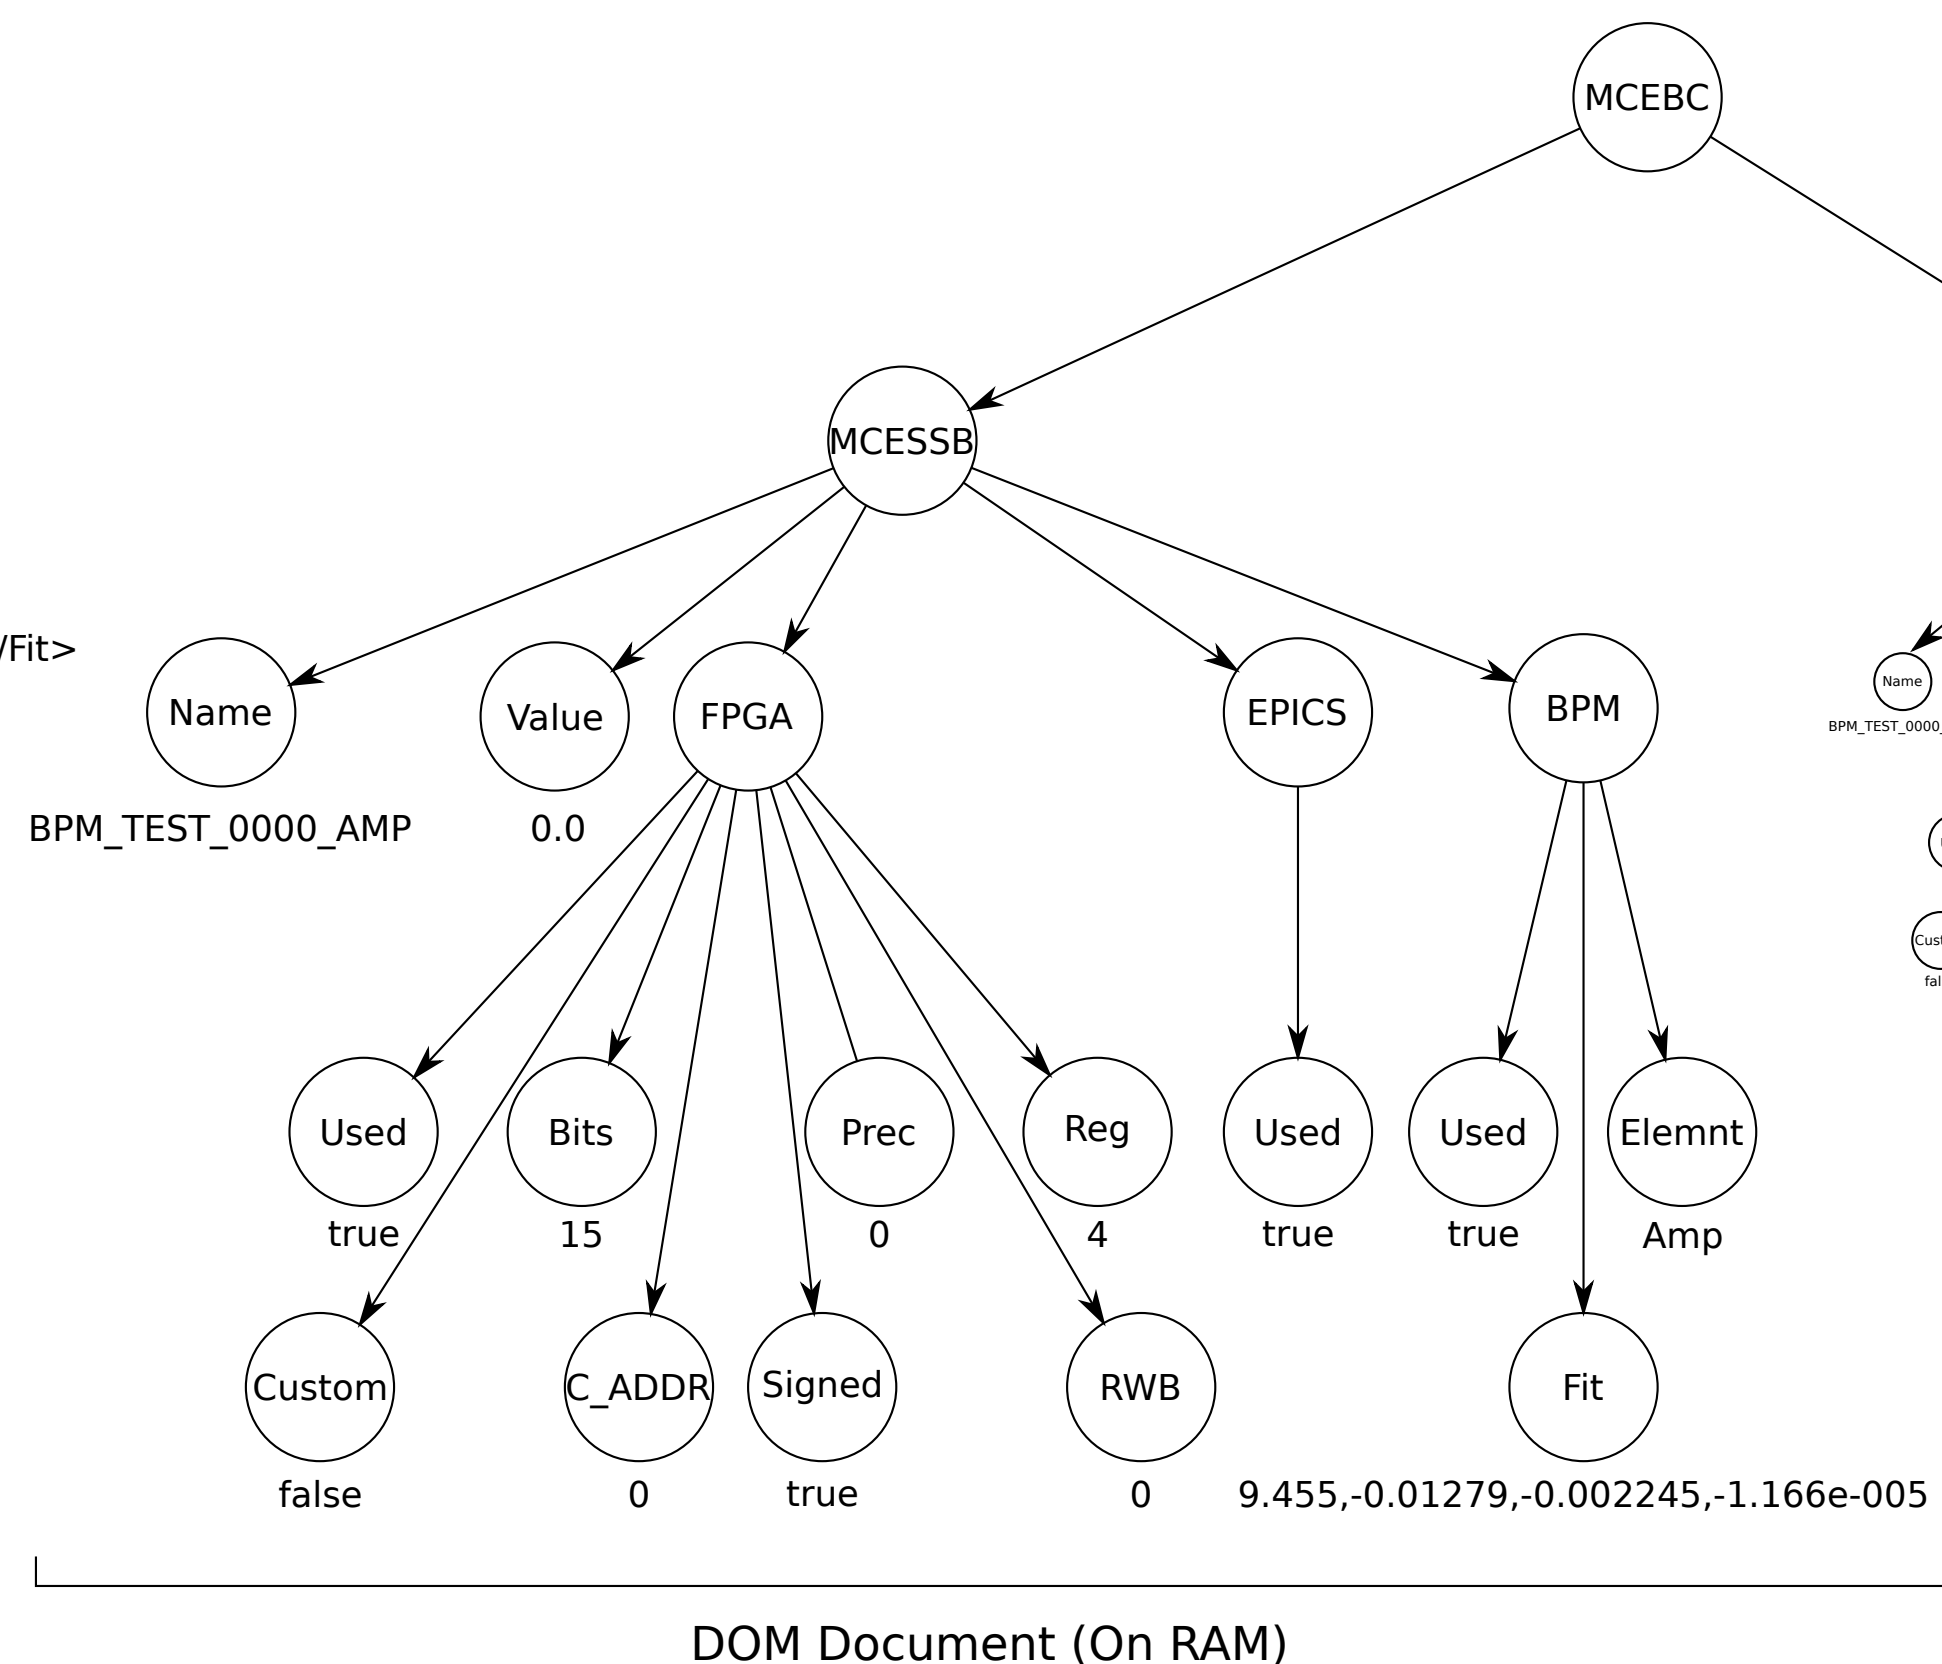 MCEBC
MCESSB
/Fit>
Name
Value
FPGA
EPICS
BPM
Name
BPM_TEST_0000_
BPM_TEST_0000_AMP
0.0
Used
Bits
Prec
Reg
Used
Used
Elemnt
true
15
0
4
true
true
Amp
Custom
C_ADDR
Signed
RWB
Fit
false
0
true
0
9.455,-0.01279,-0.002245,-1.166e-005
DOM Document (On RAM)